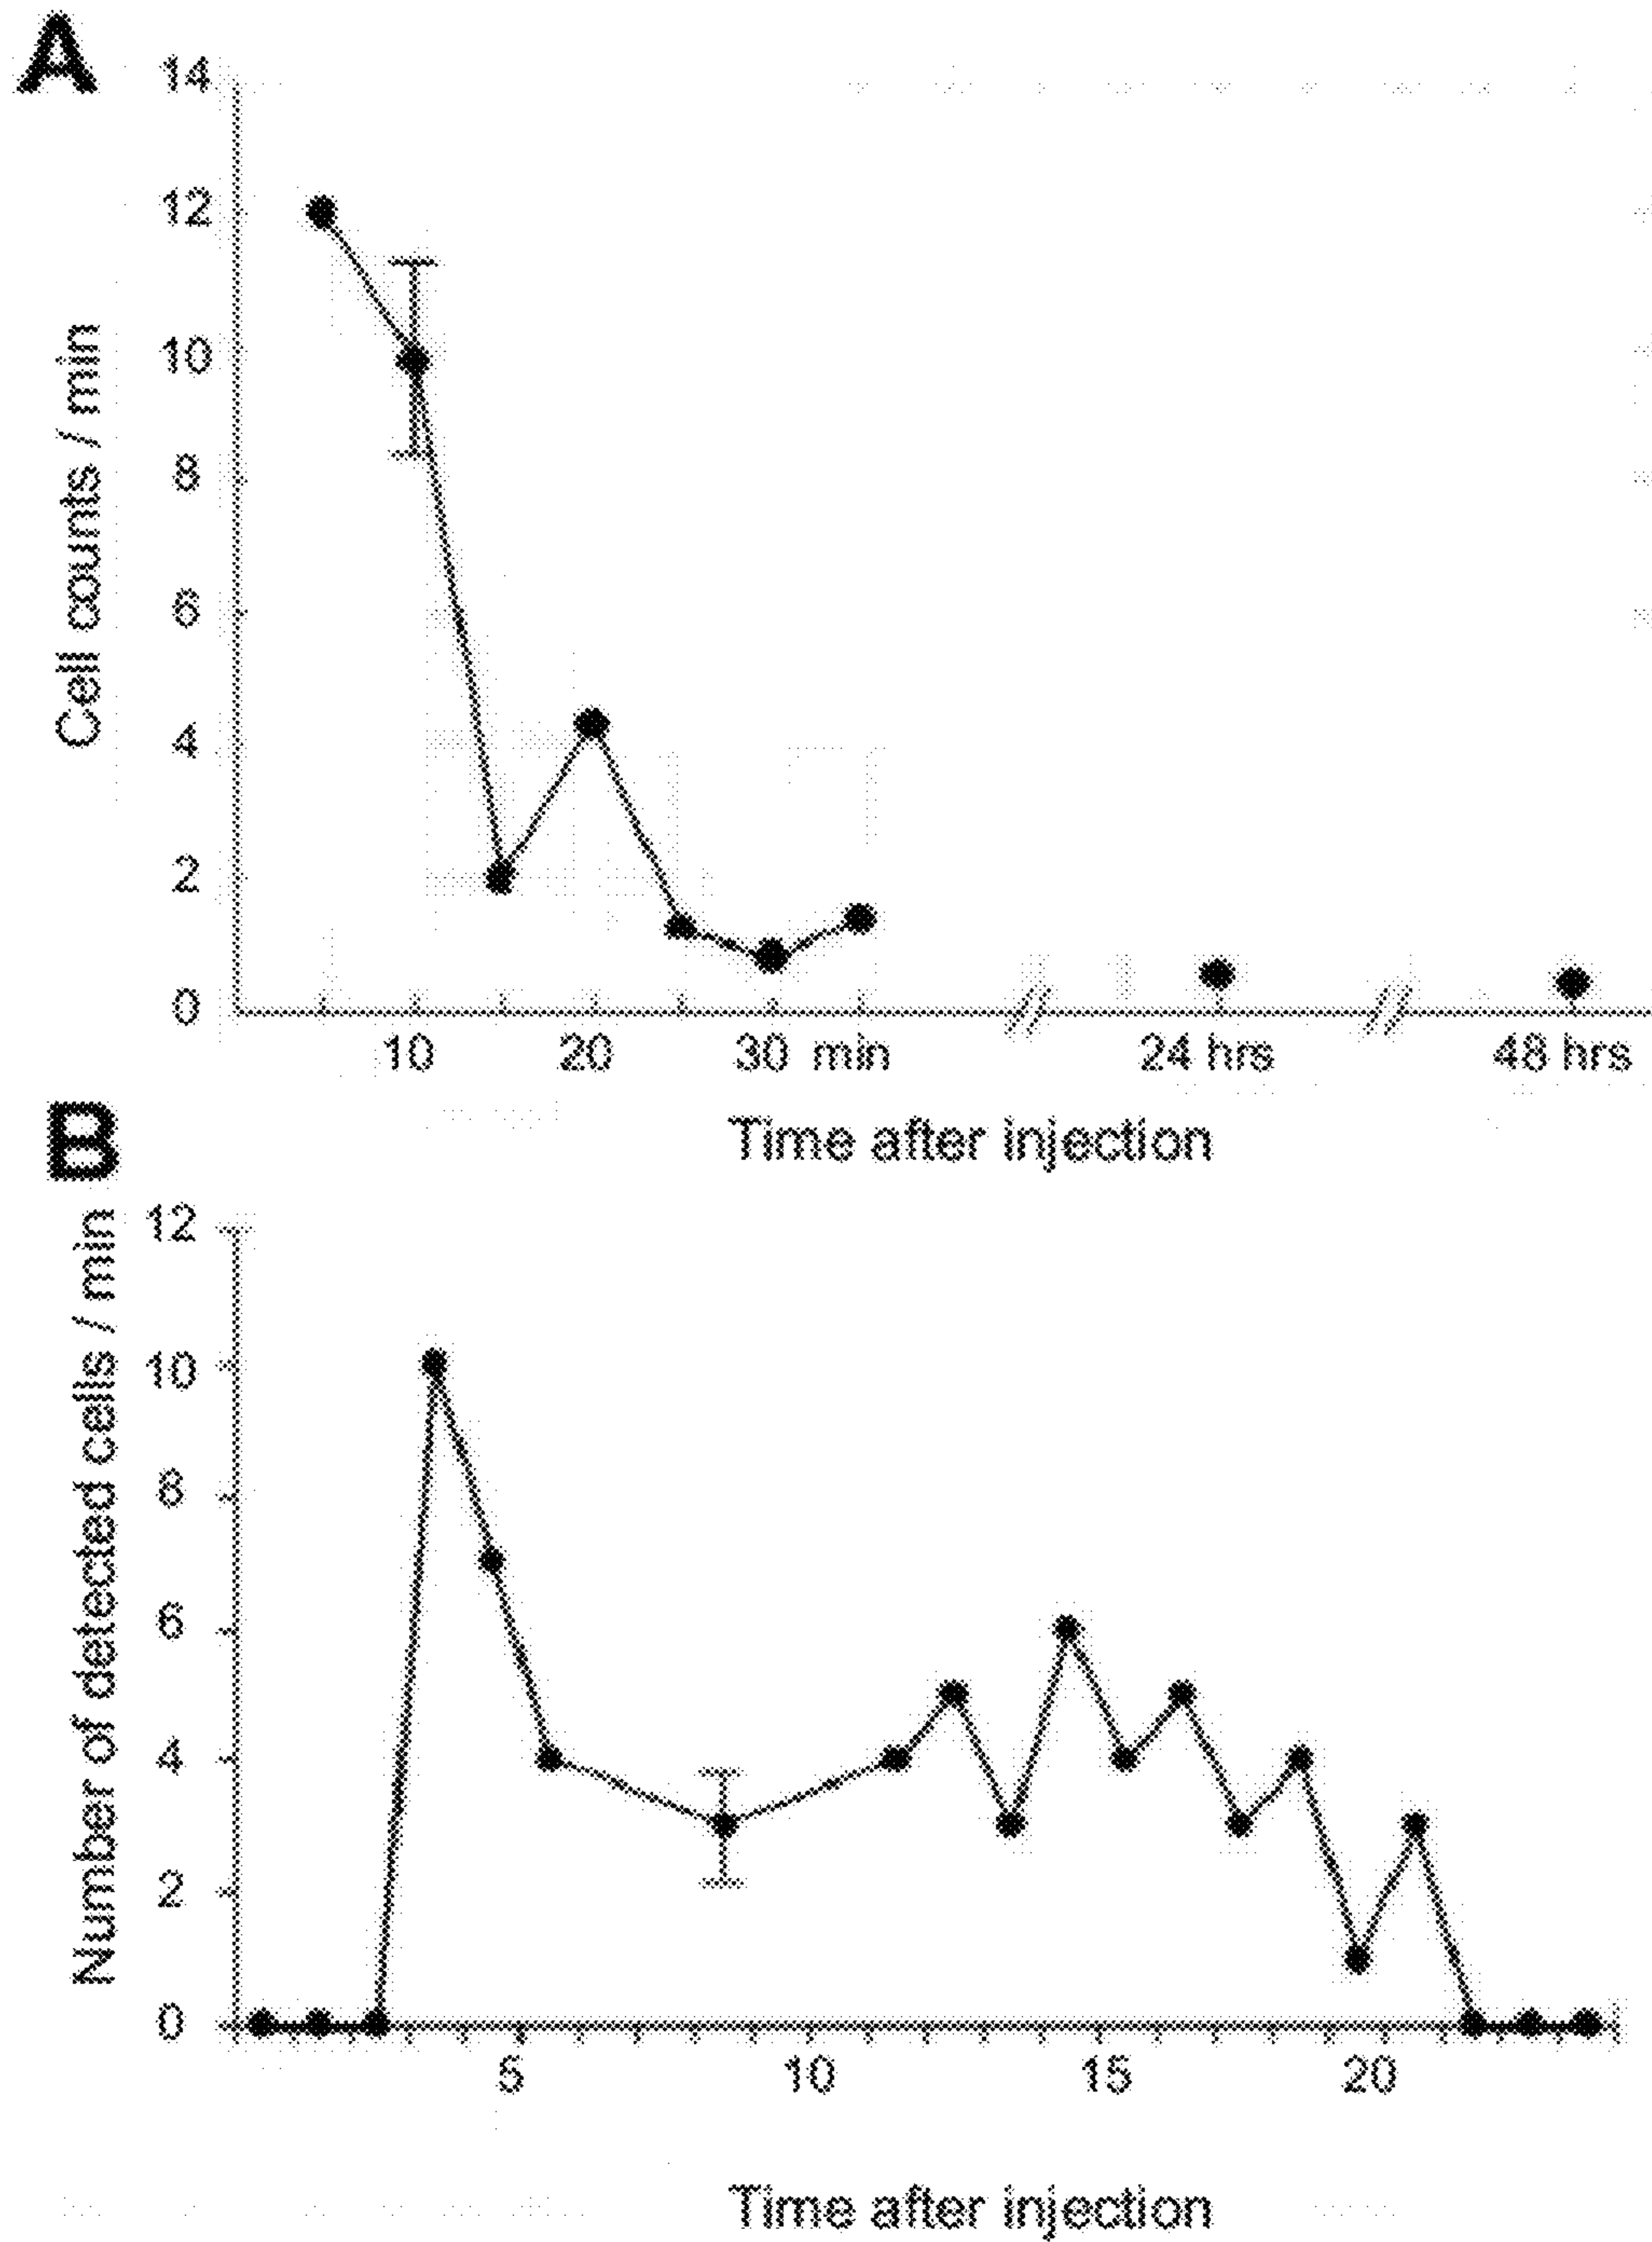 A
14
12
10
8
6
4
2
0
Cell counts / min
10 20 30 min 24 hrs 48 hrs
Time after injection
B
12
10
8
6
4
2
0
Number of detected cells / min
5 10 15 20
Time after injection